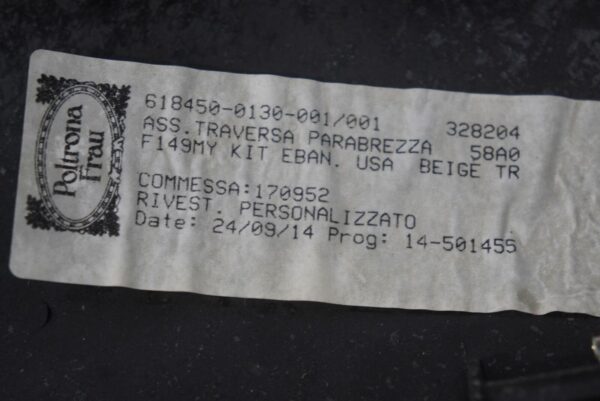 Poltrona
Frau
618450-0130-001/001 328204
ASS.TRAVERSA PARABREZZA 58A0
F149MY KIT EBAN. USA BEIGE TR
COMMESSA:170952
RIVEST. PERSONALIZZATO
Date: 24/09/14 Prog: 14-501455